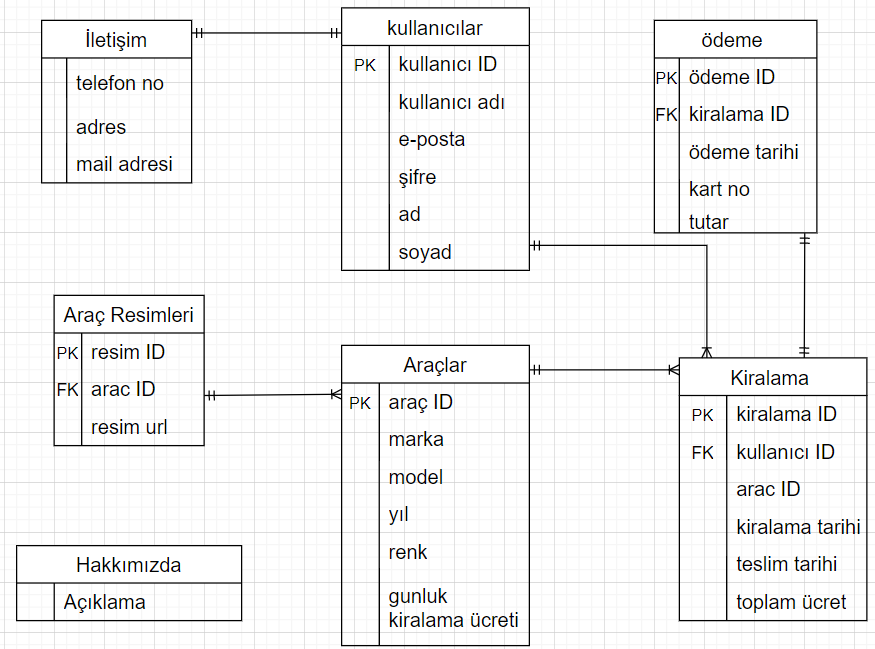 İletişim
telefon no
adres
mail adresi
kullanıcılar
PK kullanıcı ID
kullanıcı adı
e-posta
şifre
ad
soyad
ödeme
PK ödeme ID
FK kiralama ID
ödeme tarihi
kart no
tutar
Araç Resimleri
PK resim ID
FK arac ID
resim url
Araçlar
PK araç ID
marka
model
yıl
renk
gunluk
kiralama ücreti
Kiralama
PK kiralama ID
FK kullanıcı ID
arac ID
kiralama tarihi
teslim tarihi
toplam ücret
Hakkımızda
Açıklama